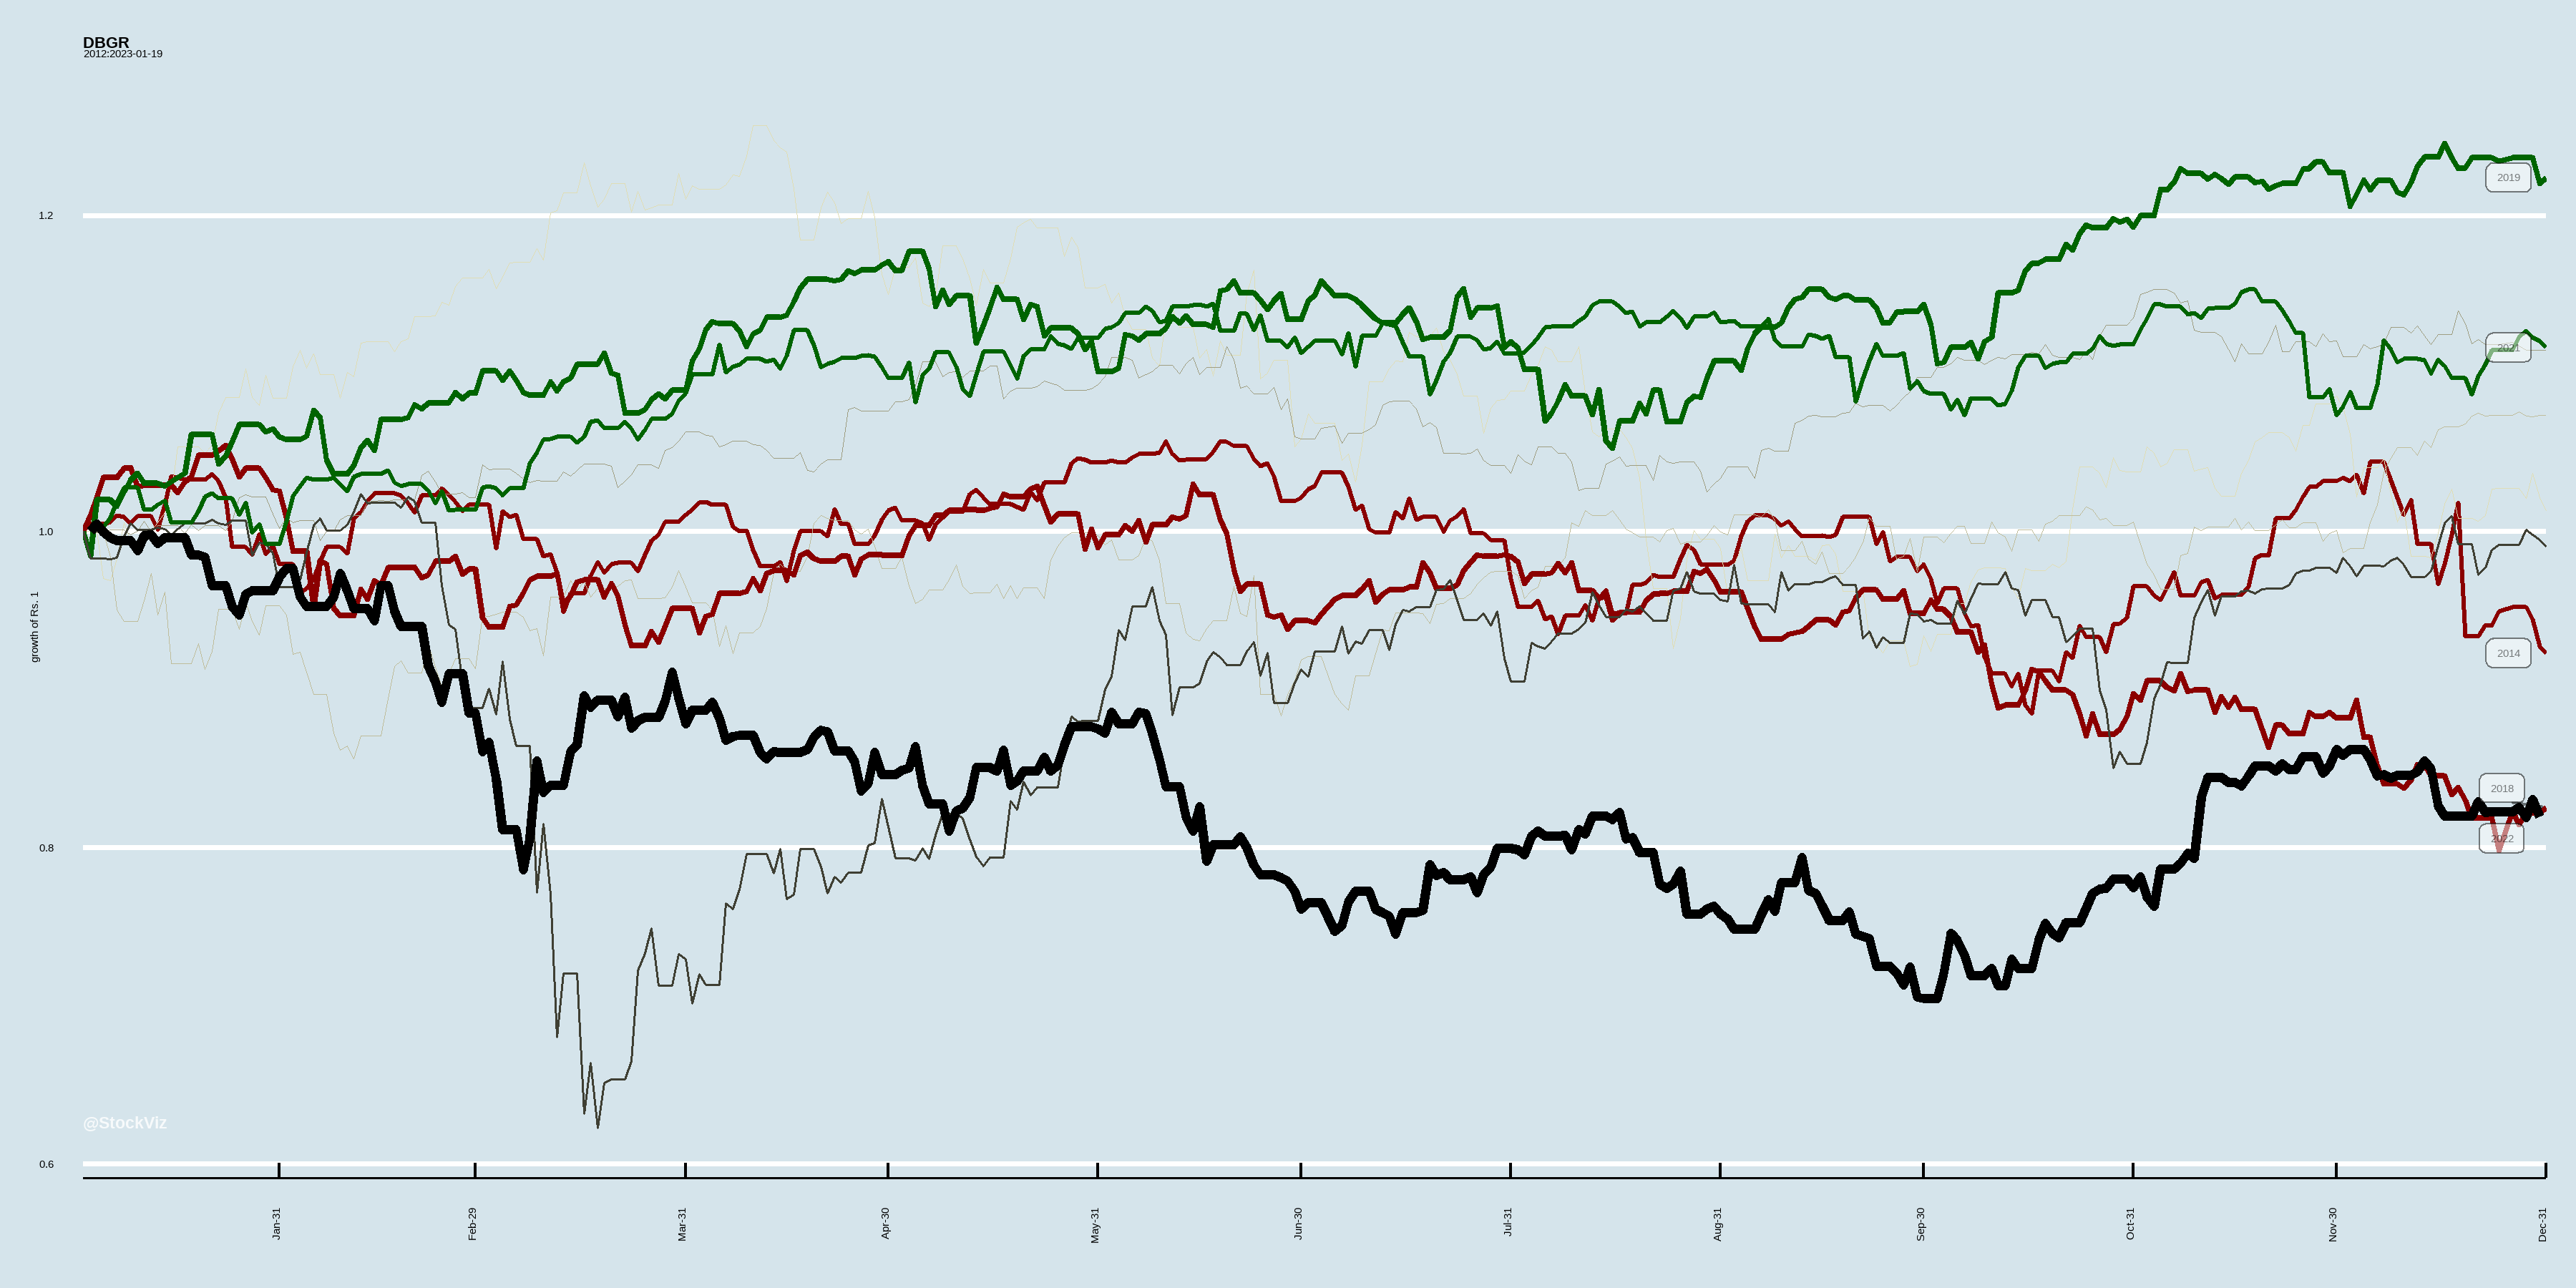 DBGR
2012:2023-01-19
1.2
1.0
0.8
0.6
growth of Rs. 1
2019
2021
2014
2018
2022
@StockViz
Jan-31
Feb-29
Mar-31
Apr-30
May-31
Jun-30
Jul-31
Aug-31
Sep-30
Oct-31
Nov-30
Dec-31